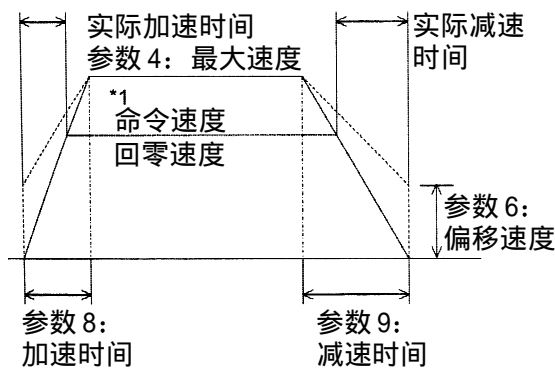 实际加速时间
实际减速
时间
参数 4：最大速度
*1
命令速度
回零速度
参数 6：
偏移速度
参数 8：
加速时间
参数 9：
减速时间